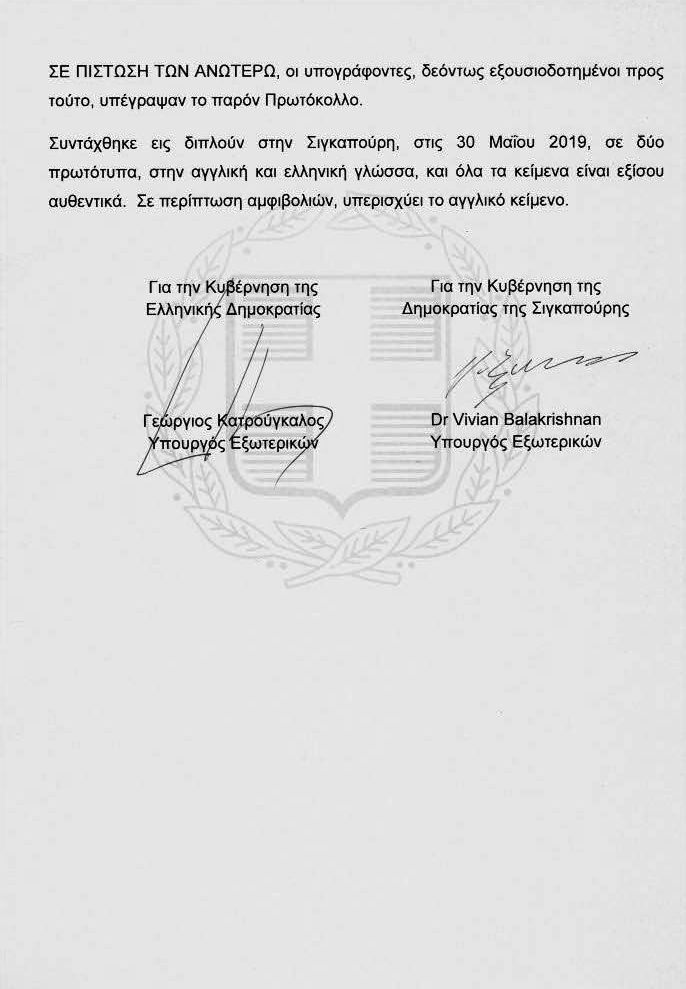 ΣΕ ΠΙΣΤΩΣΗ ΤΩΝ ΑΝΩΤΕΡΩ, οι υπογράφοντες, δεόντως εξουσιοδοτημένοι προς
τούτο, υπέγραψαν το παρόν Πρωτόκολλο.
Συντάχθηκε εις διπλούν στην Σιγκαπούρη, στις 30 Μαΐου 2019, σε δύο
πρωτότυπα, στην αγγλική και ελληνική γλώσσα, και όλα τα κείμενα είναι εξίσου
αυθεντικά. Σε περίπτωση αμφιβολιών, υπερισχύει το αγγλικό κείμενο.
Για την Κυβέρνηση της
Ελληνικής Δημοκρατίας
Γεώργιος Κατρούγκαλος
Υπουργός Εξωτερικών
Για την Κυβέρνηση της
Δημοκρατίας της Σιγκαπούρης
Dr Vivian Balakrishnan
Υπουργός Εξωτερικών